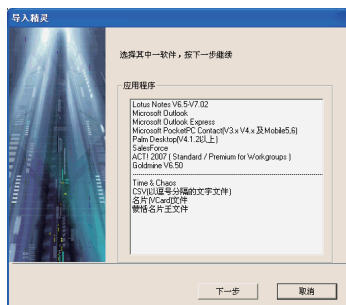 导入精灵
选择其中一软件，按下一步继续
应用程序
Lotus Notes V6.5-V7.02
Microsoft Outlook
Microsoft Outlook Express
Microsoft PocketPC Contact(V3.x V4.x 及Mobile5,6)
Palm Desktop(V4.1.2以上)
SalesForce
ACT! 2007 ( Standard / Premium for Workgroups )
Goldmine V6.50
Time & Chaos
CSV(以逗号分隔的文字文件)
名片(VCard)文件
蒙恬名片王文件
下一步
取消